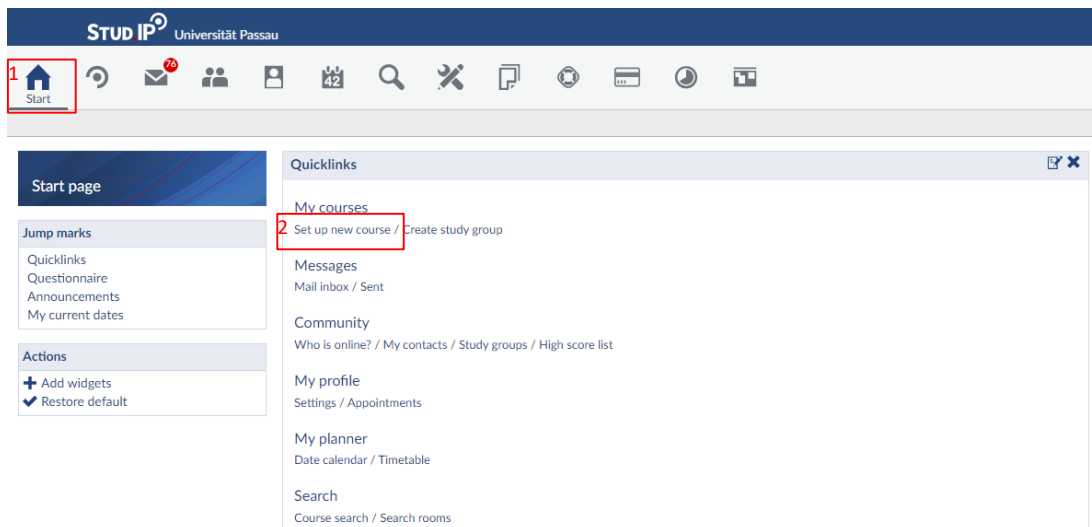 STUD.IP Universität Passau
1
76
42
Start
Start page
Jump marks
Quicklinks
Questionnaire
Announcements
My current dates
Actions
Add widgets
Restore default
Quicklinks
My courses
2 Set up new course / Create study group
Messages
Mail inbox / Sent
Community
Who is online? / My contacts / Study groups / High score list
My profile
Settings / Appointments
My planner
Date calendar / Timetable
Search
Course search / Search rooms